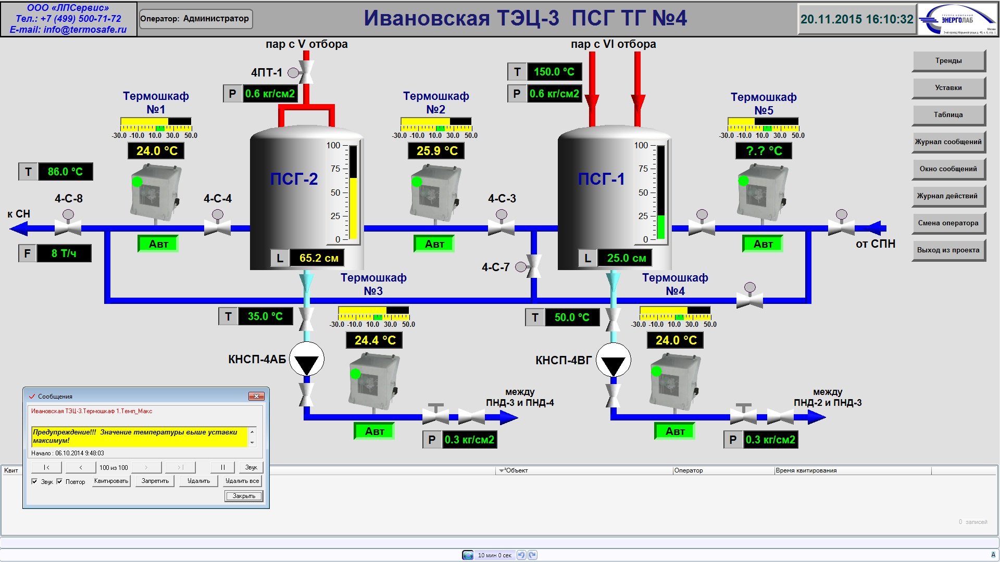 ООО «ЛПСервис»
Тел.: +7 (499) 500-71-72
E-mail: info@termosafe.ru
Оператор: Администратор
Ивановская ТЭЦ-3 ПСГ ТГ №4
20.11.2015 16:10:32
ГРУППА КОМПАНИЙ
ЭНЕРГОЛАБ
Москва
3-ий проезд Марьиной рощи д. 40, к. 6, стр. 1
пар с V отбора
пар с VI отбора
4ПТ-1
P 0.6 кг/см2
T 150.0 °C
P 0.6 кг/см2
Тренды
Уставки
Таблица
Журнал сообщений
Окно сообщений
Журнал действий
Смена оператора
Выход из проекта
Термошкаф
№1
-30.0 -10.0 10.0 30.0 50.0
24.0 °C
Термошкаф
№2
-30.0 -10.0 10.0 30.0 50.0
25.9 °C
Термошкаф
№5
-30.0 -10.0 10.0 30.0 50.0
?.? °C
T 86.0 °C
4-С-8
4-С-4
к СН
F 8 Т/ч
Авт
ПСГ-2
100
75
50
25
0
L 65.2 см
4-С-3
Авт
4-С-7
ПСГ-1
100
75
50
25
0
L 25.0 см
Авт
от СПН
Термошкаф
№3
-30.0 -10.0 10.0 30.0 50.0
24.4 °C
Термошкаф
№4
-30.0 -10.0 10.0 30.0 50.0
24.0 °C
T 35.0 °C
T 50.0 °C
КНСП-4АБ
КНСП-4ВГ
Авт
между
ПНД-3 и ПНД-4
P 0.3 кг/см2
Авт
между
ПНД-2 и ПНД-3
P 0.3 кг/см2
Сообщения
Ивановская ТЭЦ-3.Термошкаф 1.Темп_Макс
Предупреждение!!! Значение температуры выше уставки
максимум!
Начало : 06.10.2014 9:48:03
|< < 100 из 100 > >| || Звук
Звук Повтор Квитировать Запретить Удалить Удалить все
Закрыть
Квит Объект Оператор Время квитирования
0 записей
10 мин 0 сек
A